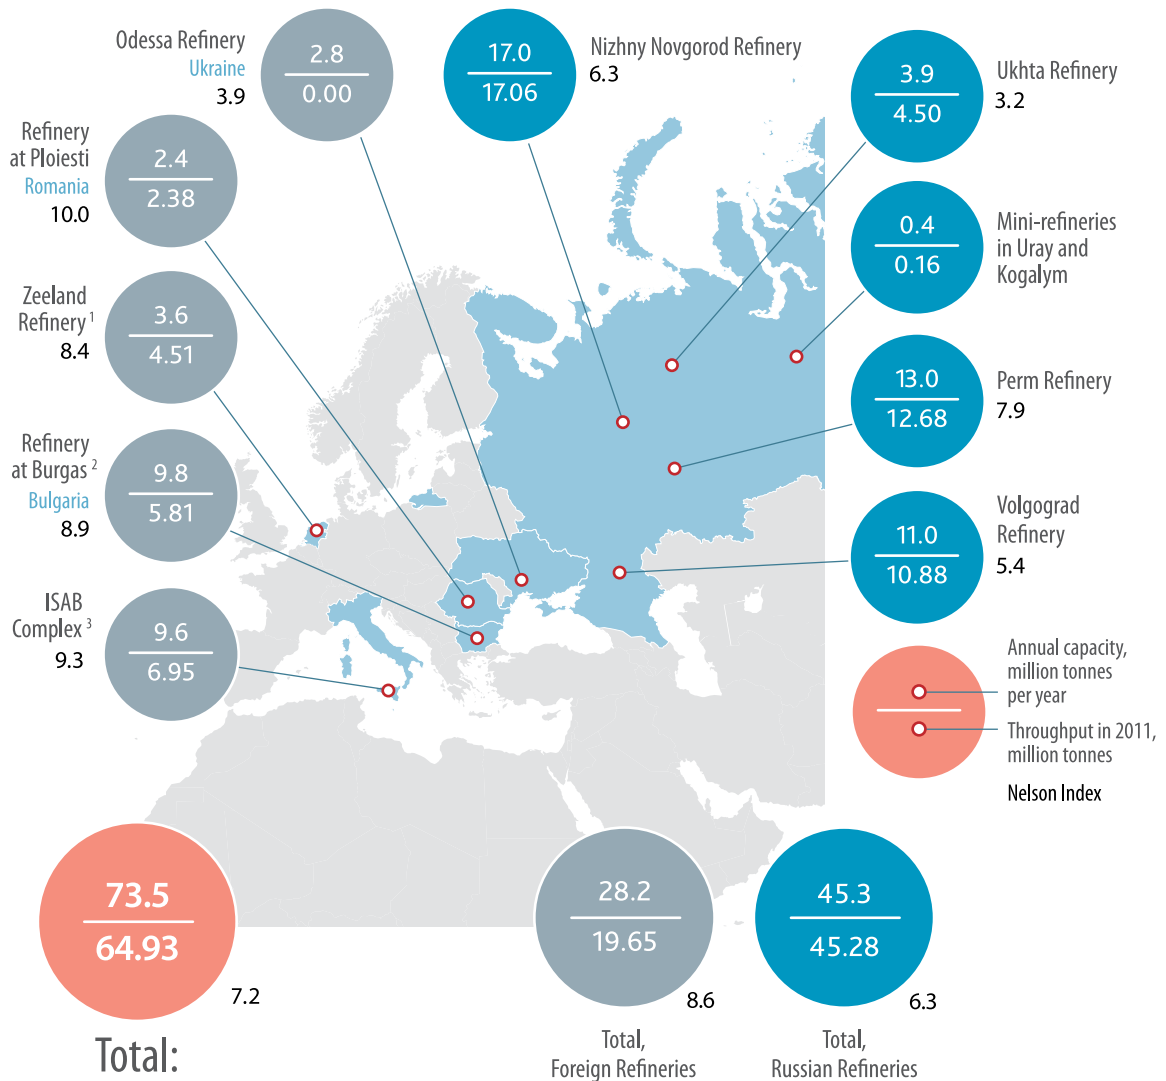 Odessa Refinery
Ukraine
3.9
2.8
0.00
17.0
17.06
Nizhny Novgorod Refinery
6.3
3.9
4.50
Ukhta Refinery
3.2
Refinery
at Ploiesti
Romania
10.0
2.4
2.38
0.4
0.16
Mini-refineries
in Uray and
Kogalym
Zeeland
Refinery 1
8.4
3.6
4.51
13.0
12.68
Perm Refinery
7.9
Refinery
at Burgas 2
Bulgaria
8.9
9.8
5.81
11.0
10.88
Volgograd
Refinery
5.4
ISAB
Complex 3
9.3
9.6
6.95
Annual capacity,
million tonnes
per year
Throughput in 2011,
million tonnes
Nelson Index
73.5
64.93
7.2
Total:
28.2
19.65
8.6
Total,
Foreign Refineries
45.3
45.28
6.3
Total,
Russian Refineries